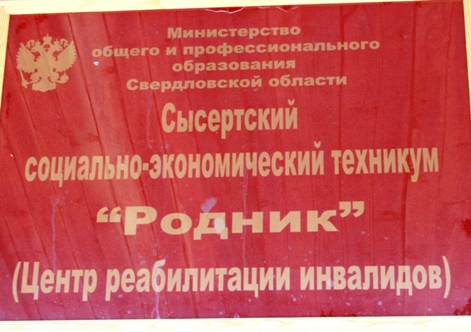 Министерство
общего и профессионального
образования
Свердловской области
Сысертский
социально-экономический техникум
“Родник”
(Центр реабилитации инвалидов)